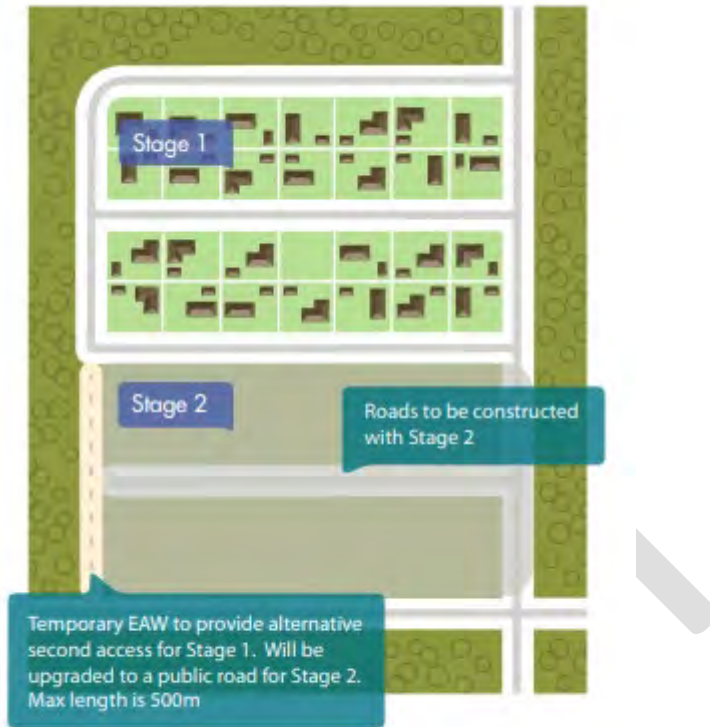 Stage 1
Stage 2
Roads to be constructed
with Stage 2
Temporary EAW to provide alternative
second access for Stage 1. Will be
upgraded to a public road for Stage 2.
Max length is 500m